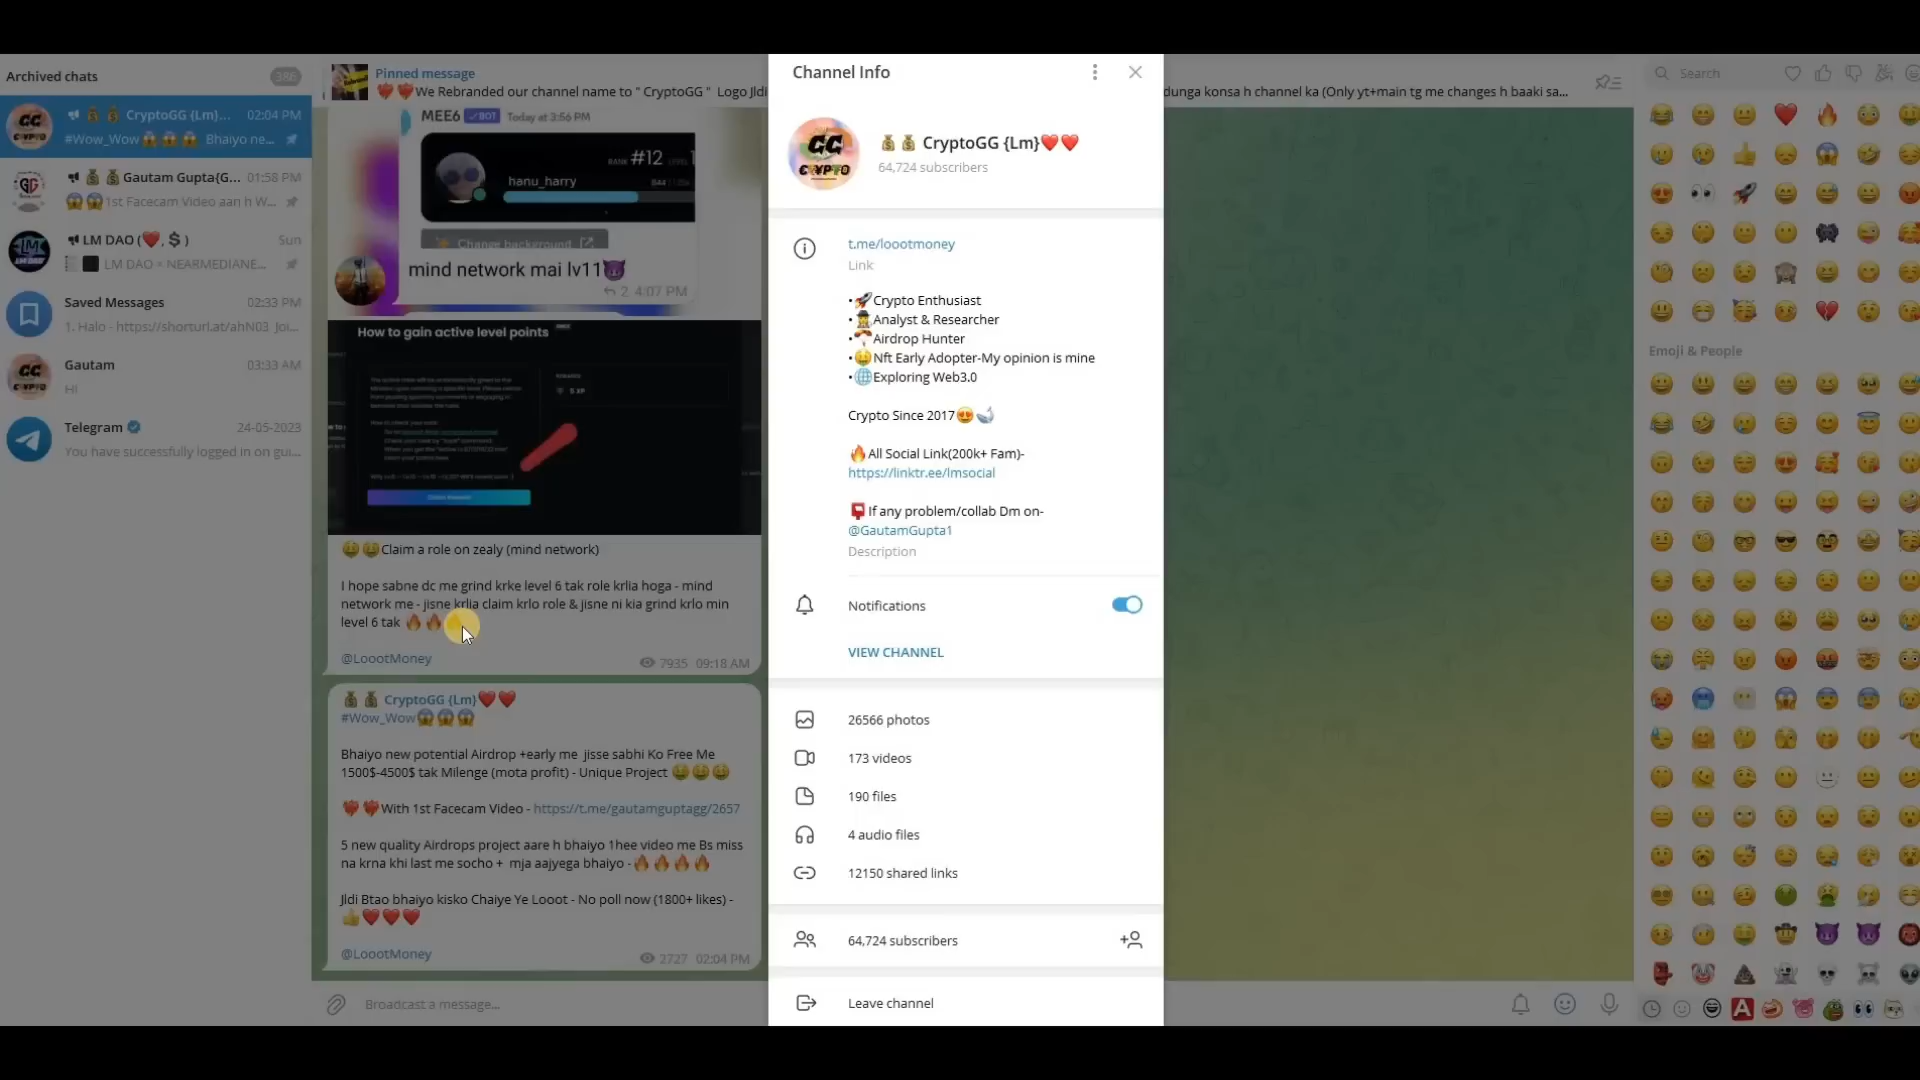 Archived chats
386
CryptoGG {Lm}...
02:04 PM
#Wow_Wow😱😱😱 Bhaiyo ne...
Gautam Gupta{G...
01:58 PM
😱😱1st Facecam Video aan h W...
LM DAO (❤️, $ )
Sun
LM DAO • NEARMEDIANE...
Saved Messages
02:33 PM
1. Halo - https://shorturl.at/ahN03 Joi...
Gautam
03:33 AM
HI
Telegram
24-05-2023
You have successfully logged in on gui...
Pinned message
❤️❤️We Rebranded our channel name to " CryptoGG " Logo Jldi
dunga konsa h channel ka (Only yt+main tg me changes h baaki sa...
MEE6 BOT Today at 3:56 PM
RANK #12
hanu_harry
Change background
mind network mai lv11😈
2, 4:07 PM
How to gain active level points
5 XP
🤑🤑Claim a role on zealy (mind network)
I hope sabne dc me grind krke level 6 tak role krlia hoga - mind
network me - jisne krlia claim krlo role & jisne ni kia grind krlo min
level 6 tak 🔥🔥
@LoootMoney
7935 09:18 AM
💰💰 CryptoGG {Lm}❤️❤️
#Wow_Wow😱😱😱
Bhaiyo new potential Airdrop +early me jisse sabhi Ko Free Me
1500$-4500$ tak Milenge (mota profit) - Unique Project 🤑🤑🤑
❤️❤️With 1st Facecam Video - https://t.me/gautamguptagg/2657
5 new quality Airdrops project aare h bhaiyo 1hee video me Bs miss
na krna khi last me socho + mja aajyega bhaiyo -🔥🔥🔥🔥
Jldi Btao bhaiyo kisko Chaiye Ye Looot - No poll now (1800+ likes) -
👍❤️❤️❤️
@LoootMoney
2727 02:04 PM
Broadcast a message...
Channel Info
💰💰 CryptoGG {Lm}❤️❤️
64,724 subscribers
t.me/loootmoney
Link
•🚀Crypto Enthusiast
•Analyst & Researcher
•Airdrop Hunter
•🤑Nft Early Adopter-My opinion is mine
•🌐Exploring Web3.0
Crypto Since 2017😍
🔥All Social Link(200k+ Fam)-
https://linktr.ee/lmsocial
📮If any problem/collab Dm on-
@GautamGupta1
Description
Notifications
VIEW CHANNEL
26566 photos
173 videos
190 files
4 audio files
12150 shared links
64,724 subscribers
Leave channel
Search
Emoji & People
GG
CRYPTO